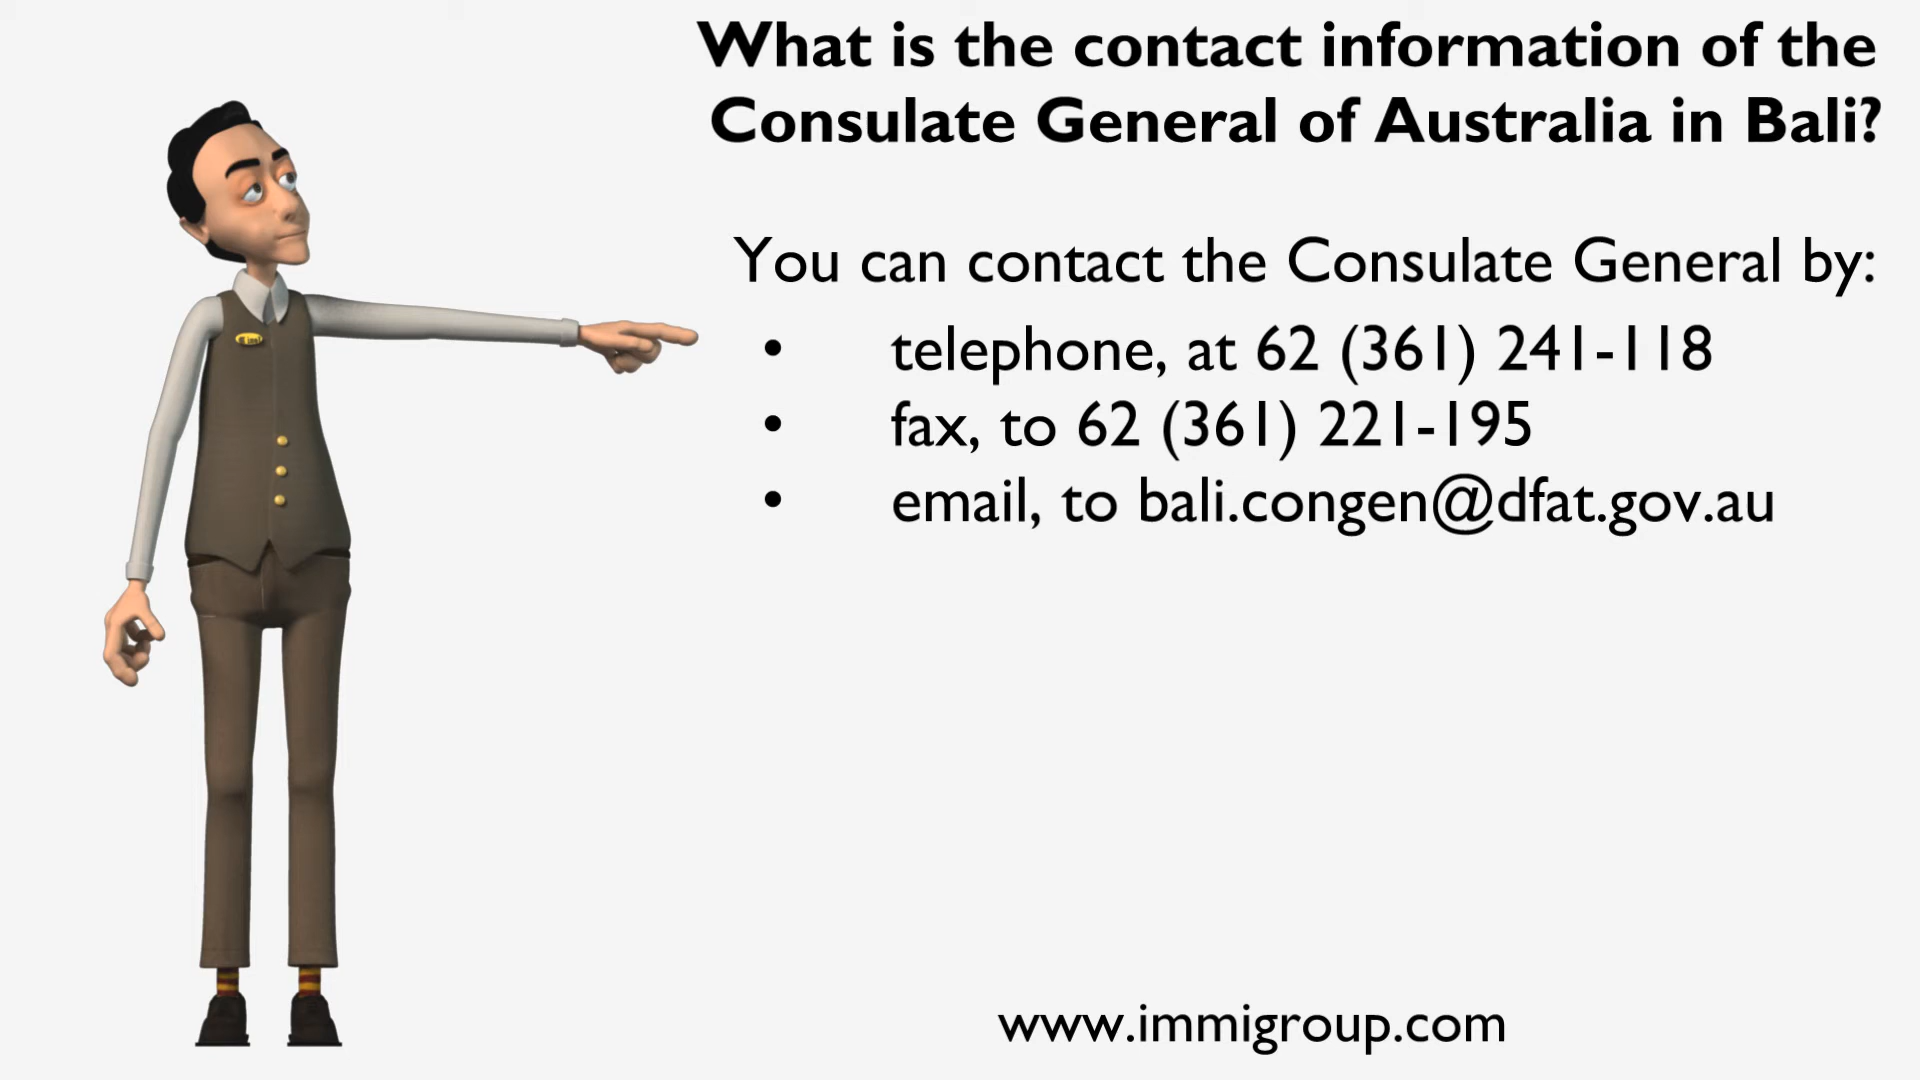 What is the contact information of the
Consulate General of Australia in Bali?
You can contact the Consulate General by:
• telephone, at 62 (361) 241-118
• fax, to 62 (361) 221-195
• email, to bali.congen@dfat.gov.au
www.immigroup.com